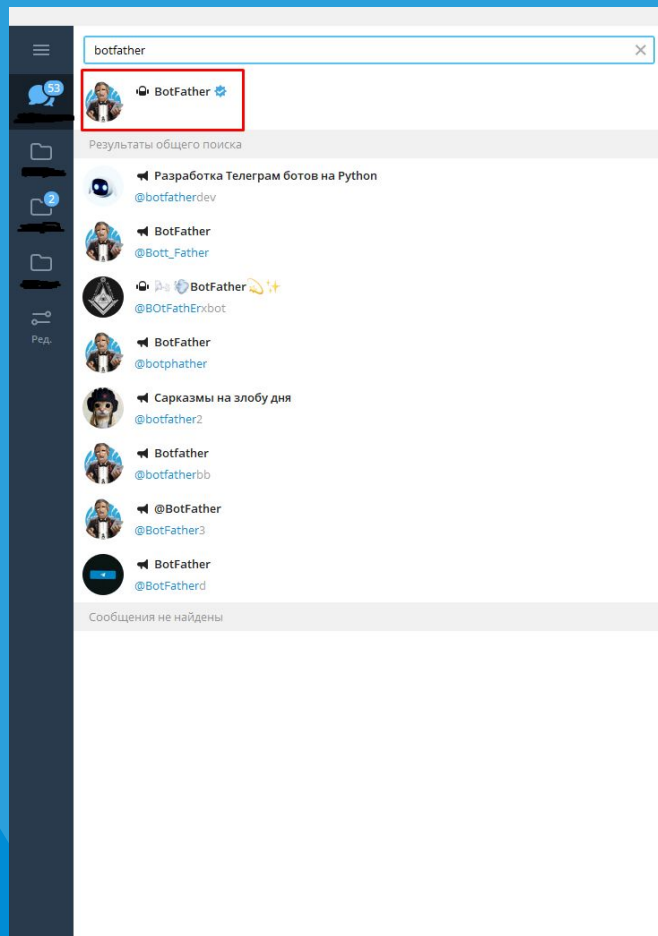 botfather
53
BotFather
Результаты общего поиска
Разработка Телеграм ботов на Python
@botfatherdev
2
BotFather
@Bott_Father
BotFather
@BOtFathErxbot
Ред.
BotFather
@botphather
Сарказмы на злобу дня
@botfather2
Botfather
@botfatherbb
@BotFather
@BotFather3
BotFather
@BotFatherd
Сообщения не найдены